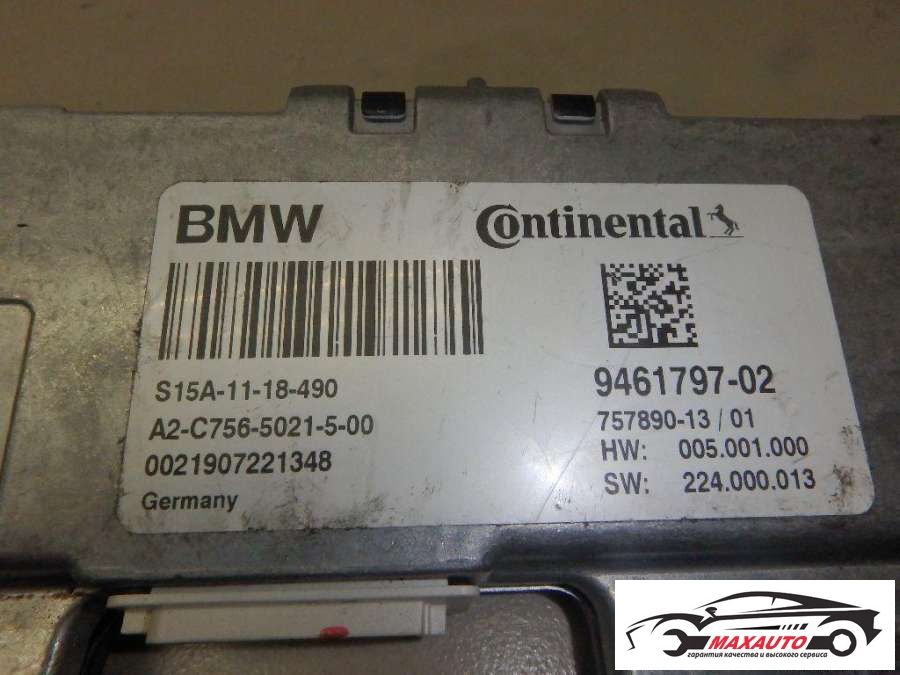 BMW
Continental
S15A-11-18-490
A2-C756-5021-5-00
0021907221348
Germany
9461797-02
757890-13 / 01
HW: 005.001.000
SW: 224.000.013
MAXAUTO
гарантия качества и высокого сервиса